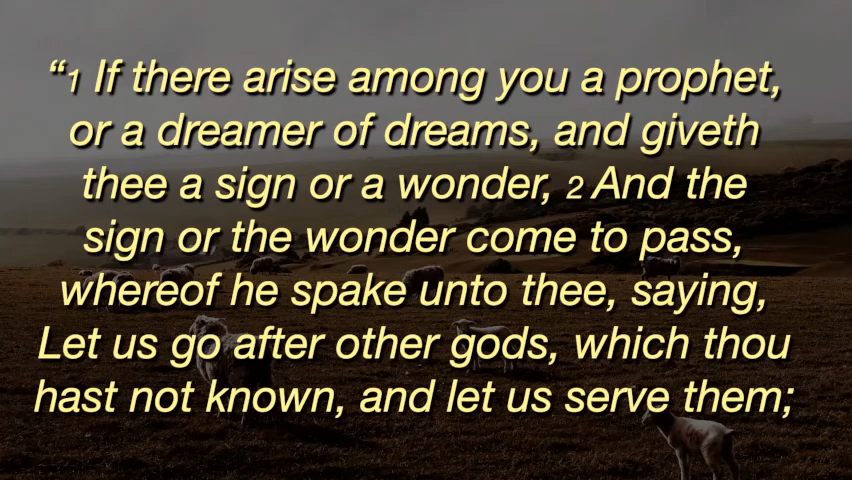 “1 If there arise among you a prophet,
or a dreamer of dreams, and giveth
thee a sign or a wonder, 2 And the
sign or the wonder come to pass,
whereof he spake unto thee, saying,
Let us go after other gods, which thou
hast not known, and let us serve them;